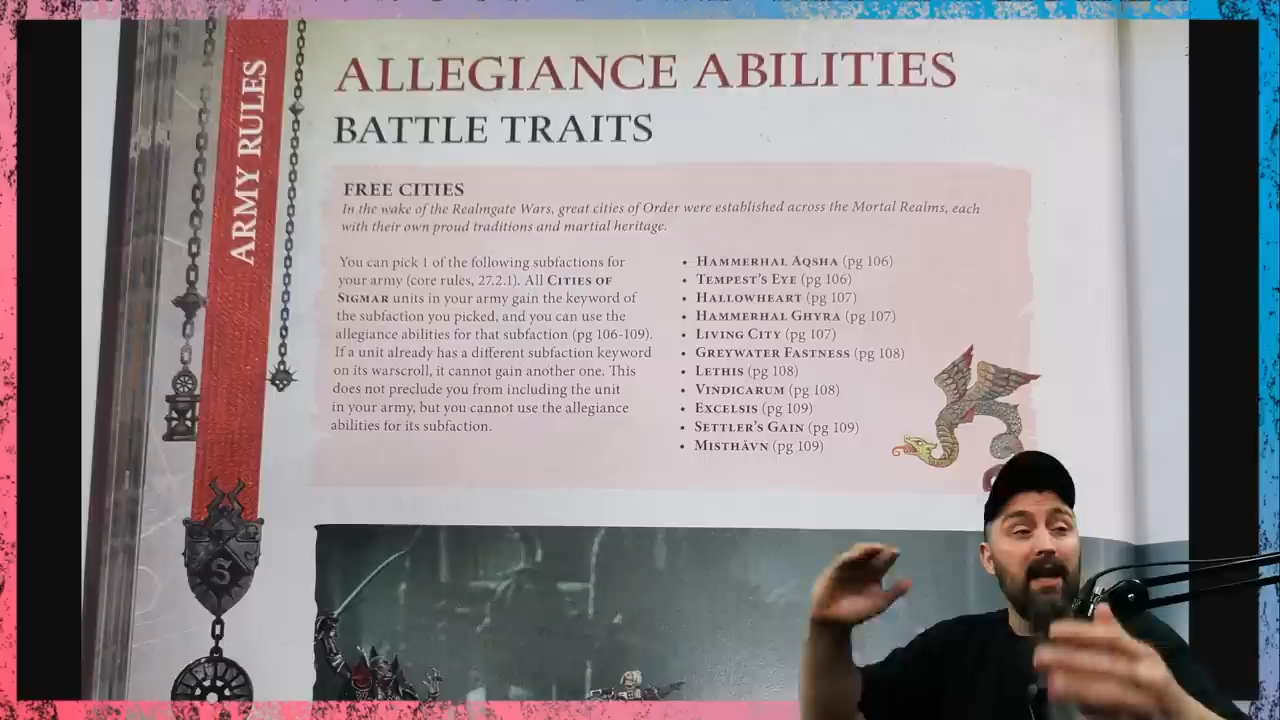 ARMY RULES
ALLEGIANCE ABILITIES
BATTLE TRAITS
FREE CITIES
In the wake of the Realmgate Wars, great cities of Order were established across the Mortal Realms, each
with their own proud traditions and martial heritage.
You can pick 1 of the following subfactions for
your army (core rules, 27.2.1). All CITIES OF
SIGMAR units in your army gain the keyword of
the subfaction you picked, and you can use the
allegiance abilities for that subfaction (pg 106-109).
If a unit already has a different subfaction keyword
on its warscroll, it cannot gain another one. This
does not preclude you from including the unit
in your army, but you cannot use the allegiance
abilities for its subfaction.
• HAMMERHAL AQSHA (pg 106)
• TEMPEST'S EYE (pg 106)
• HALLOWHEART (pg 107)
• HAMMERHAL GHYRA (pg 107)
• LIVING CITY (pg 107)
• GREYWATER FASTNESS (pg 108)
• LETHIS (pg 108)
• VINDICARUM (pg 108)
• EXCELSIS (pg 109)
• SETTLER'S GAIN (pg 109)
• MISTHÅVN (pg 109)
S